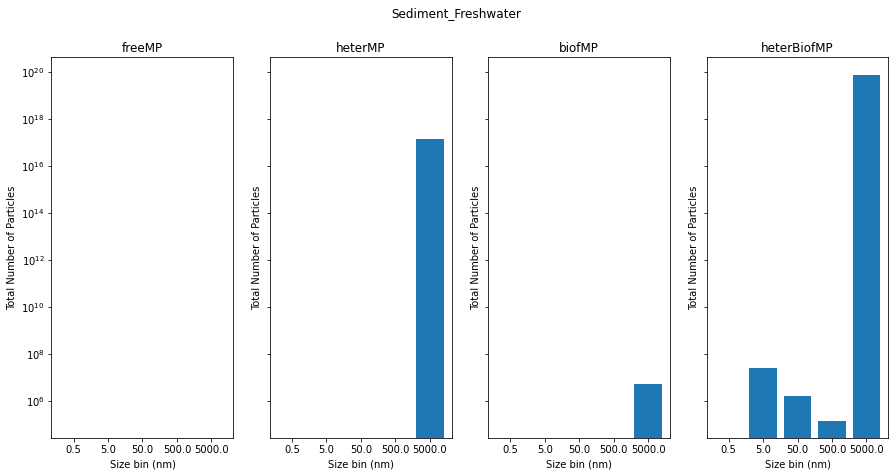 Sediment_Freshwater
freeMP
heterMP
biofMP
heterBiofMP
Total Number of Particles
10^20
10^18
10^16
10^14
10^12
10^10
10^8
10^6
0.5 5.0 50.0 500.0 5000.0
Size bin (nm)
Total Number of Particles
0.5 5.0 50.0 500.0 5000.0
Size bin (nm)
Total Number of Particles
0.5 5.0 50.0 500.0 5000.0
Size bin (nm)
Total Number of Particles
0.5 5.0 50.0 500.0 5000.0
Size bin (nm)